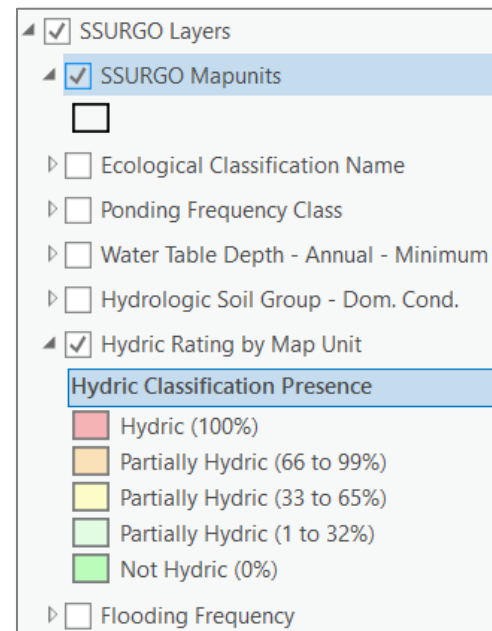 SSURGO Layers
SSURGO Mapunits
Ecological Classification Name
Ponding Frequency Class
Water Table Depth - Annual - Minimum
Hydrologic Soil Group - Dom. Cond.
Hydric Rating by Map Unit
Hydric Classification Presence
Hydric (100%)
Partially Hydric (66 to 99%)
Partially Hydric (33 to 65%)
Partially Hydric (1 to 32%)
Not Hydric (0%)
Flooding Frequency